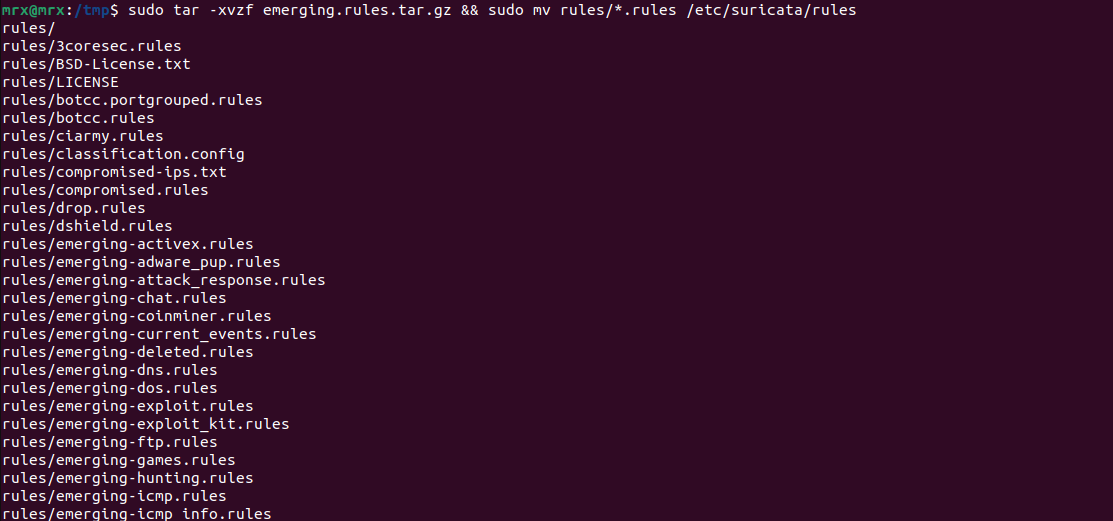 mrx@mrx:/tmp$ sudo tar -xvzf emerging.rules.tar.gz && sudo mv rules/*.rules /etc/suricata/rules
rules/
rules/3coresec.rules
rules/BSD-License.txt
rules/LICENSE
rules/botcc.portgrouped.rules
rules/botcc.rules
rules/ciarmy.rules
rules/classification.config
rules/compromised-ips.txt
rules/compromised.rules
rules/drop.rules
rules/dshield.rules
rules/emerging-activex.rules
rules/emerging-adware_pup.rules
rules/emerging-attack_response.rules
rules/emerging-chat.rules
rules/emerging-coinminer.rules
rules/emerging-current_events.rules
rules/emerging-deleted.rules
rules/emerging-dns.rules
rules/emerging-dos.rules
rules/emerging-exploit.rules
rules/emerging-exploit_kit.rules
rules/emerging-ftp.rules
rules/emerging-games.rules
rules/emerging-hunting.rules
rules/emerging-icmp.rules
rules/emerging-icmp_info.rules